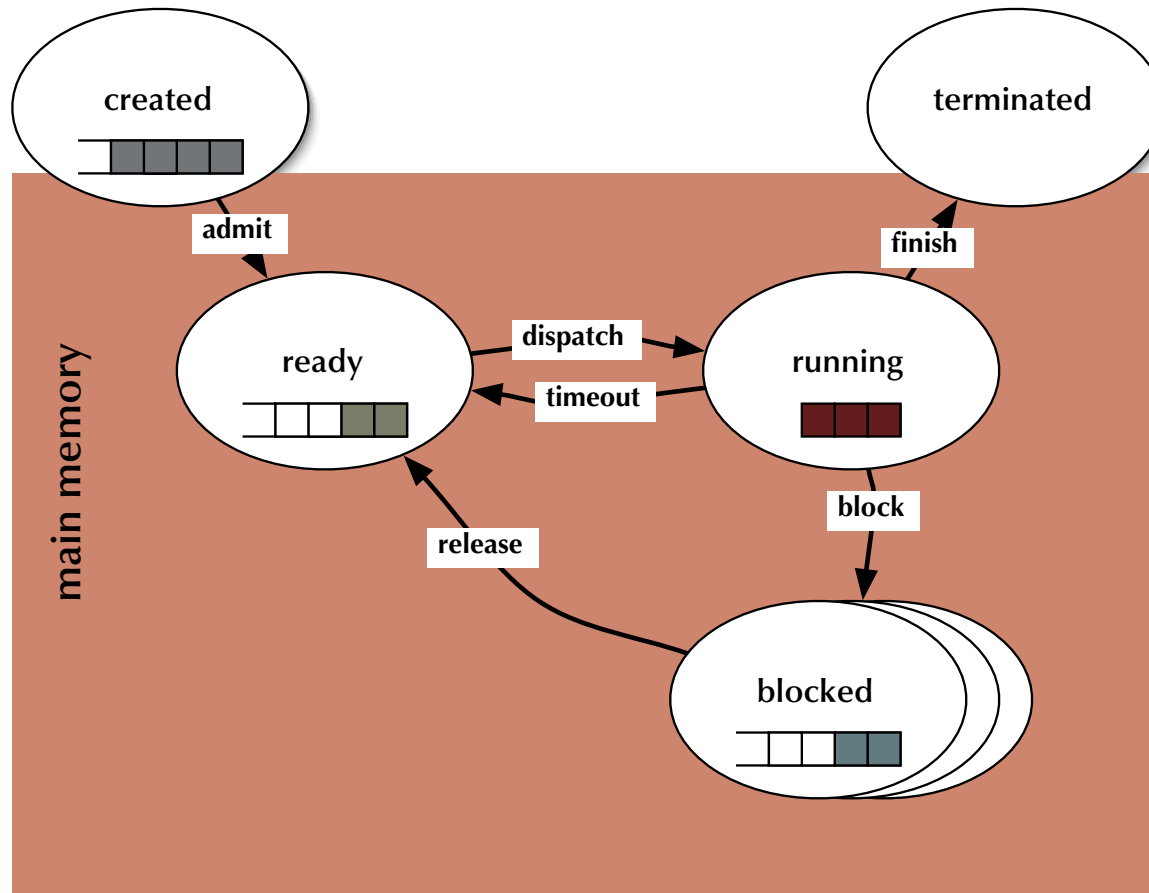 created
terminated
admit
finish
dispatch
ready
running
timeout
main memory
block
release
blocked